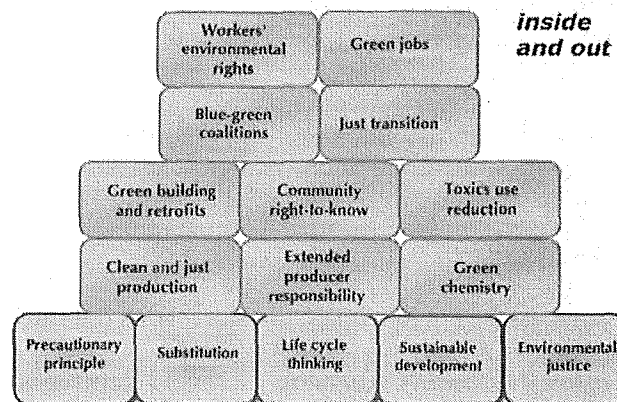 inside
and out
Workers'
environmental
rights
Green jobs
Blue-green
coalitions
Just transition
Green building
and retrofits
Community
right-to-know
Toxics use
reduction
Clean and just
production
Extended
producer
responsibility
Green
chemistry
Precautionary
principle
Substitution
Life cycle
thinking
Sustainable
development
Environmental
justice